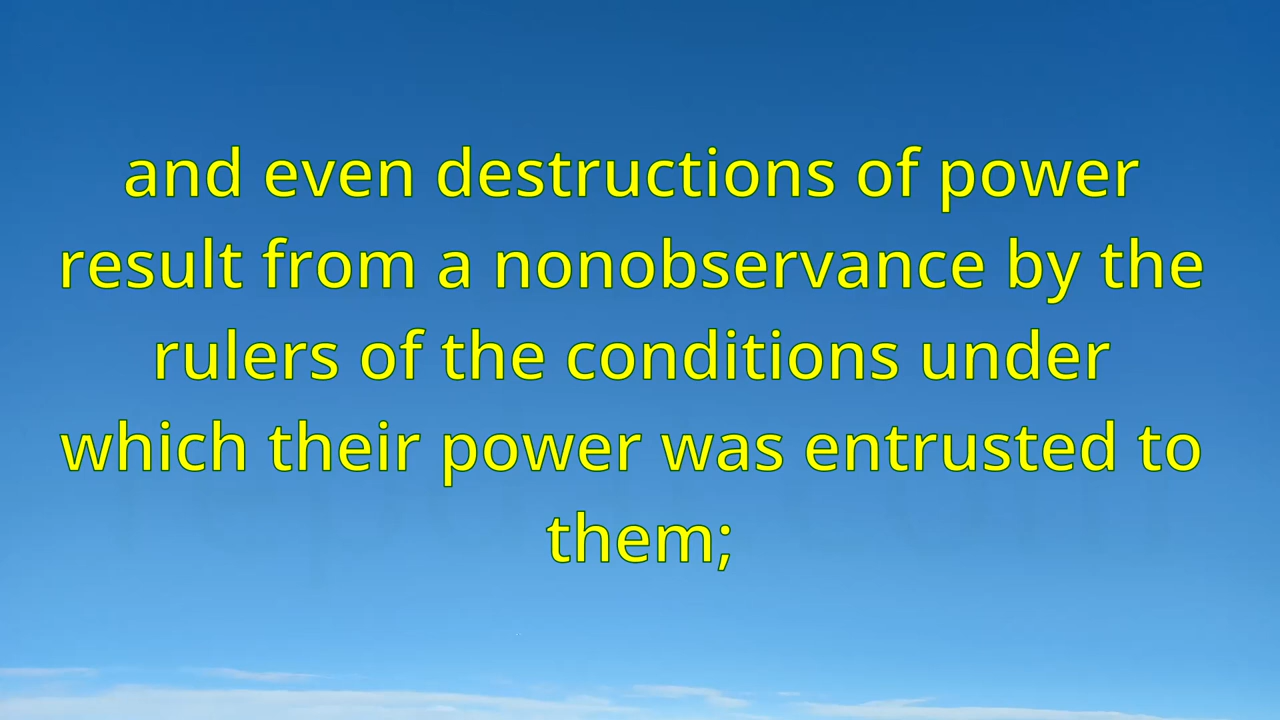 and even destructions of power
result from a nonobservance by the
rulers of the conditions under
which their power was entrusted to
them;